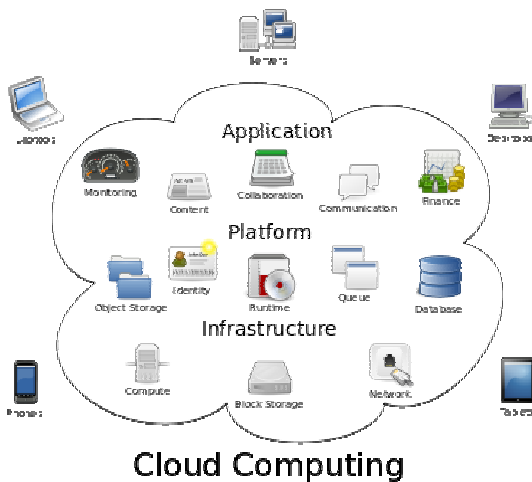 Servers
Application
Laptops
Desktops
Monitoring
Content
Collaboration
Communication
Finance
Platform
Object Storage
Identity
Runtime
Queue
Database
Infrastructure
Compute
Block Storage
Network
Phones
Tablets
Cloud Computing